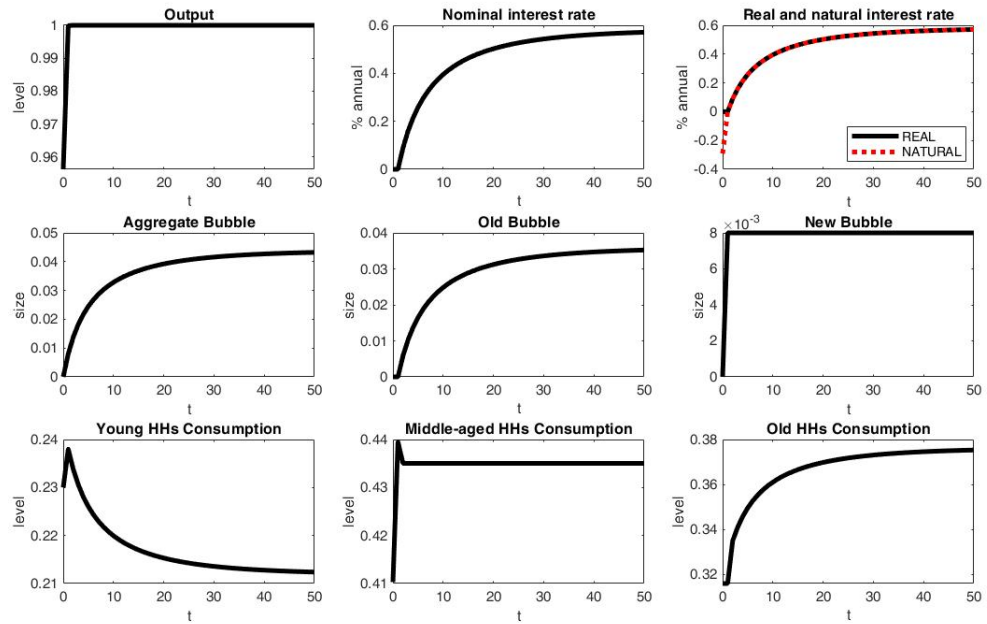 Output
1
0.99
0.98
0.97
0.96
level
0 10 20 30 40 50
t
Nominal interest rate
0.6
0.4
0.2
0
% annual
0 10 20 30 40 50
t
Real and natural interest rate
0.6
0.4
0.2
0
-0.2
-0.4
% annual
REAL
NATURAL
0 10 20 30 40 50
t
Aggregate Bubble
0.05
0.04
0.03
0.02
0.01
0
size
0 10 20 30 40 50
t
Old Bubble
0.04
0.03
0.02
0.01
0
size
0 10 20 30 40 50
t
New Bubble
×10-3
8
6
4
2
0
size
0 10 20 30 40 50
t
Young HHs Consumption
0.24
0.23
0.22
0.21
level
0 10 20 30 40 50
t
Middle-aged HHs Consumption
0.44
0.43
0.42
0.41
level
0 10 20 30 40 50
t
Old HHs Consumption
0.38
0.36
0.34
0.32
level
0 10 20 30 40 50
t